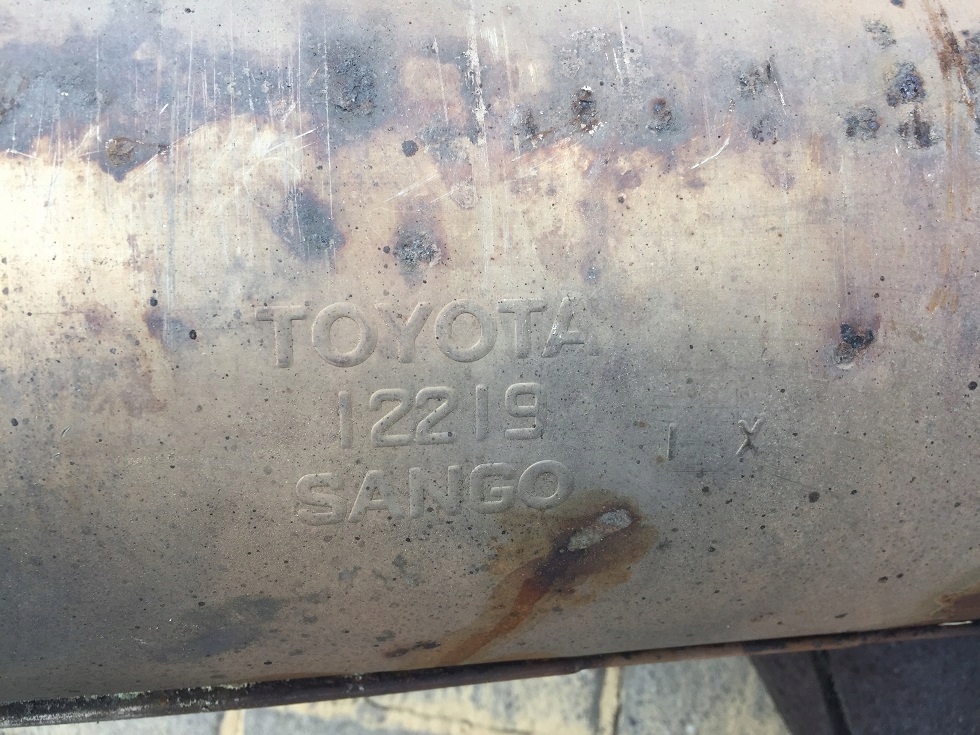 TOYOTA
12219
SANGO
I X